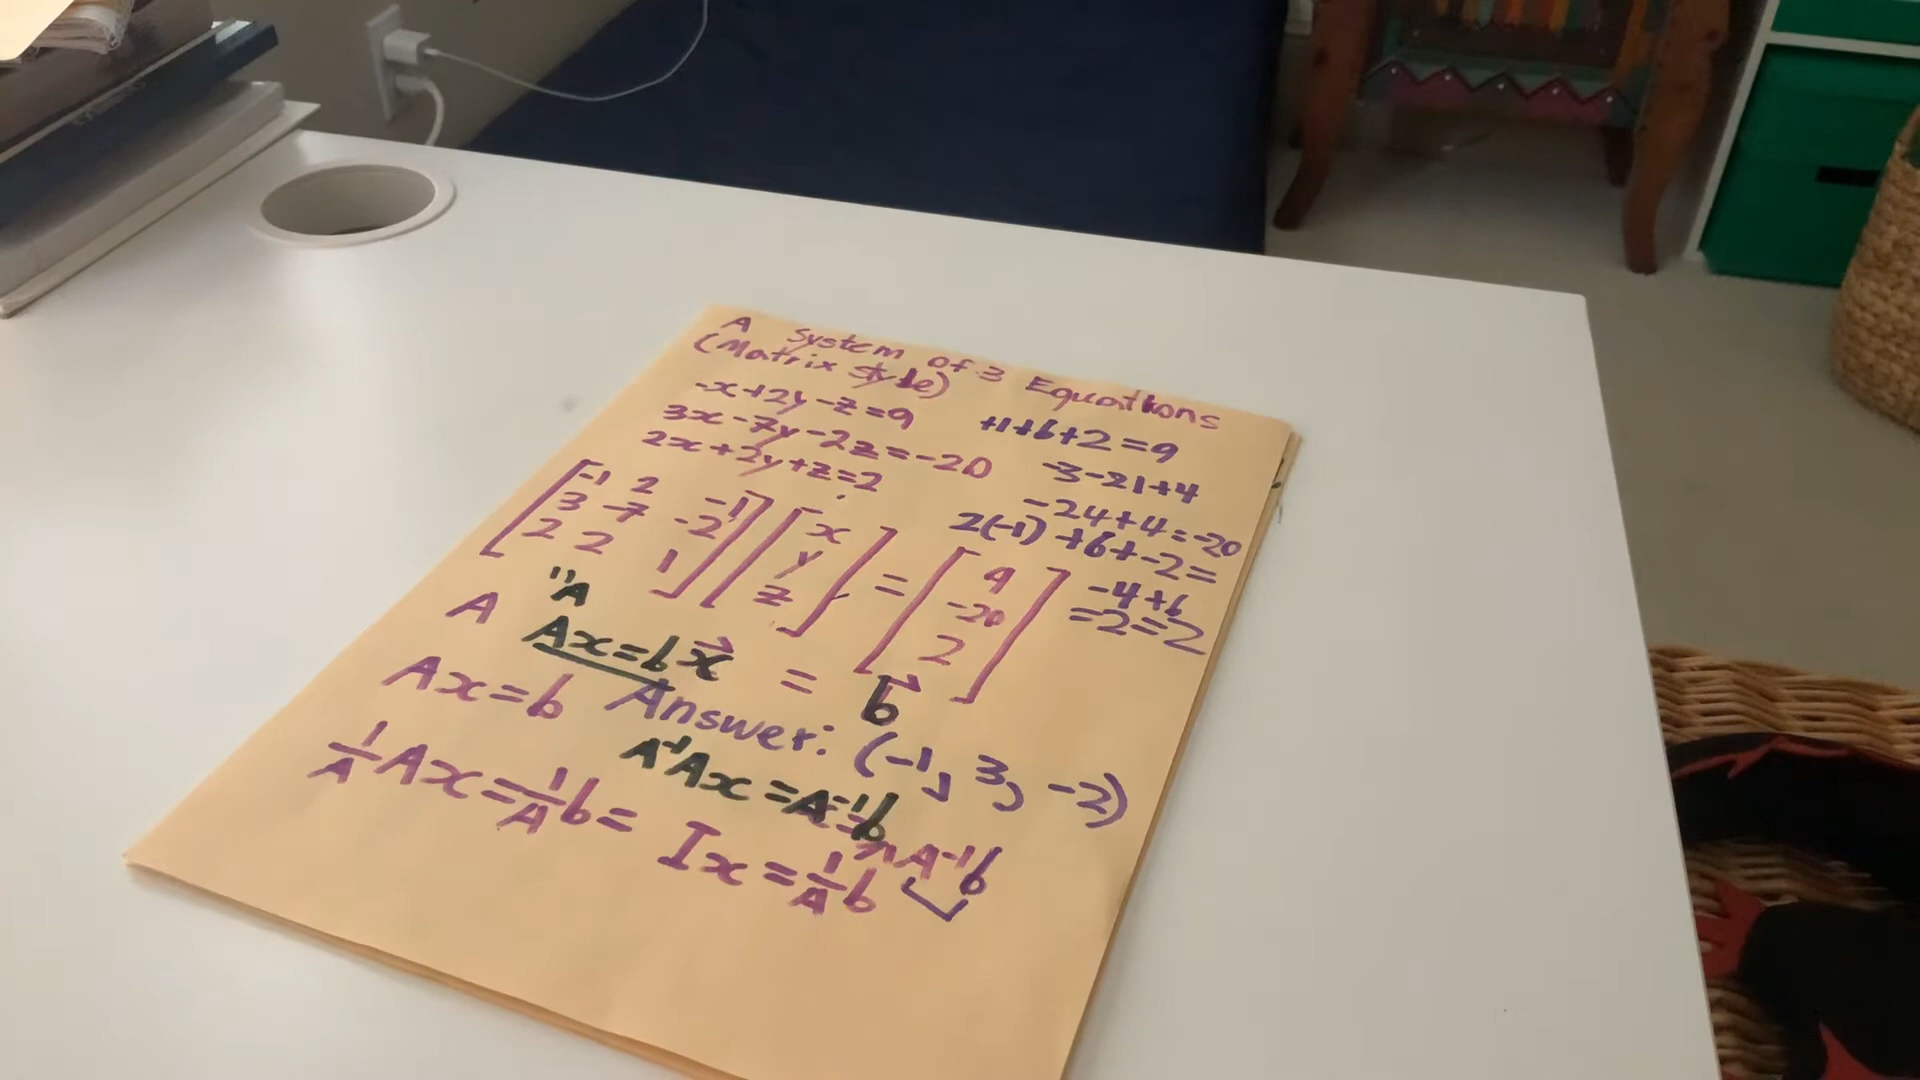 A System of 3 Equations
(Matrix style)
-x+2y-z=9
3x-7y-2z=-20
2x+2y+z=2
+1+6+2=9
-3-21+4
-24+4=-20
2(-1)+6+-2=
-4+6
=2=2
[-1 2 -1] [x] = [9]
[3 -7 -2] [y] [-20]
[2 2 1] [z] [2]
A
"A
Ax=b x⃗ = b⃗
Ax=b
Answer: (-1, 3, -2)
A⁻¹Ax=A⁻¹b
1/A Ax=1/A b=
Ix=1/A b
A⁻¹b